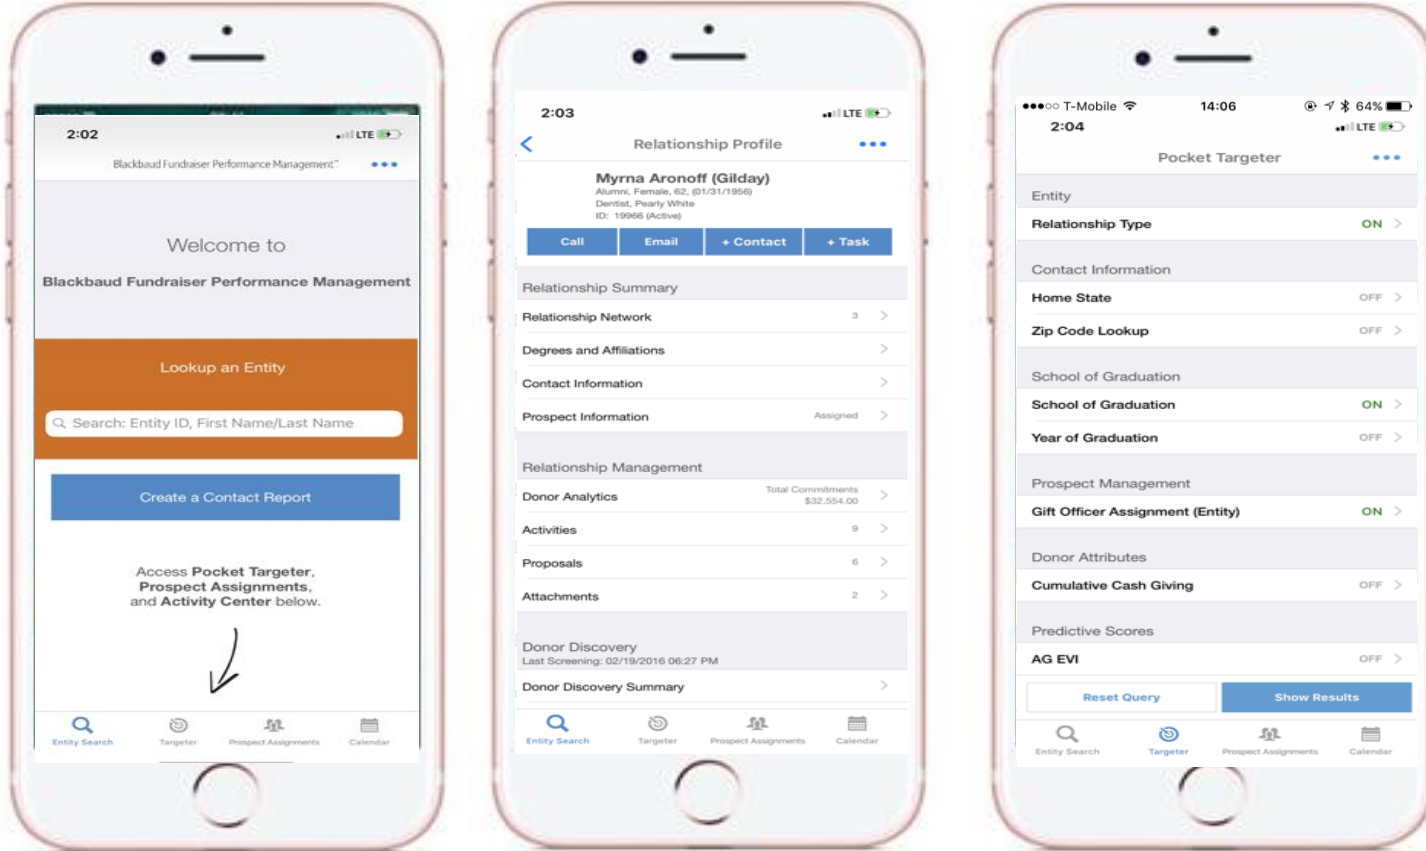 2:02
LTE
Blackbaud Fundraiser Performance Management™
Welcome to
Blackbaud Fundraiser Performance Management
Lookup an Entity
Search: Entity ID, First Name/Last Name
Create a Contact Report
Access Pocket Targeter,
Prospect Assignments,
and Activity Center below.
Entity Search
Targeter
Prospect Assignments
Calendar
2:03
LTE
Relationship Profile
Myrna Aronoff (Gilday)
Alumni, Female, 62, (01/31/1956)
Dentist, Pearly White
ID: 19966 (Active)
Call
Email
+ Contact
+ Task
Relationship Summary
Relationship Network 3
Degrees and Affiliations
Contact Information
Prospect Information Assigned
Relationship Management
Donor Analytics Total Commitments
$32,554.00
Activities 9
Proposals 6
Attachments 2
Donor Discovery
Last Screening: 02/19/2016 06:27 PM
Donor Discovery Summary
Entity Search
Targeter
Prospect Assignments
Calendar
T-Mobile 14:06 64%
2:04 LTE
Pocket Targeter
Entity
Relationship Type ON
Contact Information
Home State OFF
Zip Code Lookup OFF
School of Graduation
School of Graduation ON
Year of Graduation OFF
Prospect Management
Gift Officer Assignment (Entity) ON
Donor Attributes
Cumulative Cash Giving OFF
Predictive Scores
AG EVI OFF
Reset Query
Show Results
Entity Search
Targeter
Prospect Assignments
Calendar